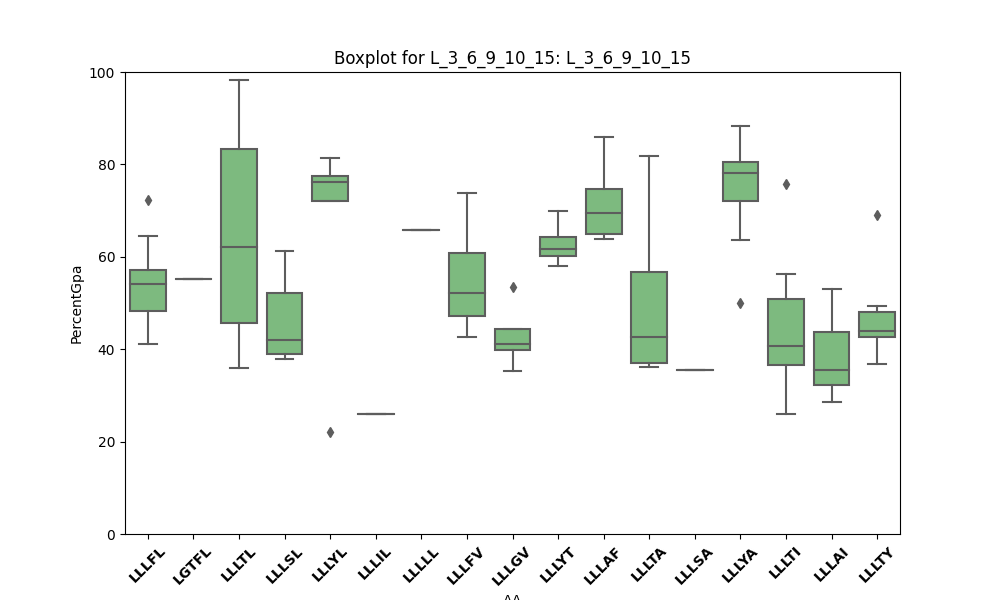 Boxplot for L_3_6_9_10_15: L_3_6_9_10_15
PercentGpa
100
80
60
40
20
0
LLLFL LGTFL LLLTL LLLSL LLLYL LLLIL LLLLL LLLFV LLLGV LLLYT LLLAF LLLTA LLLSA LLLYA LLLTI LLLAI LLLTY
AA